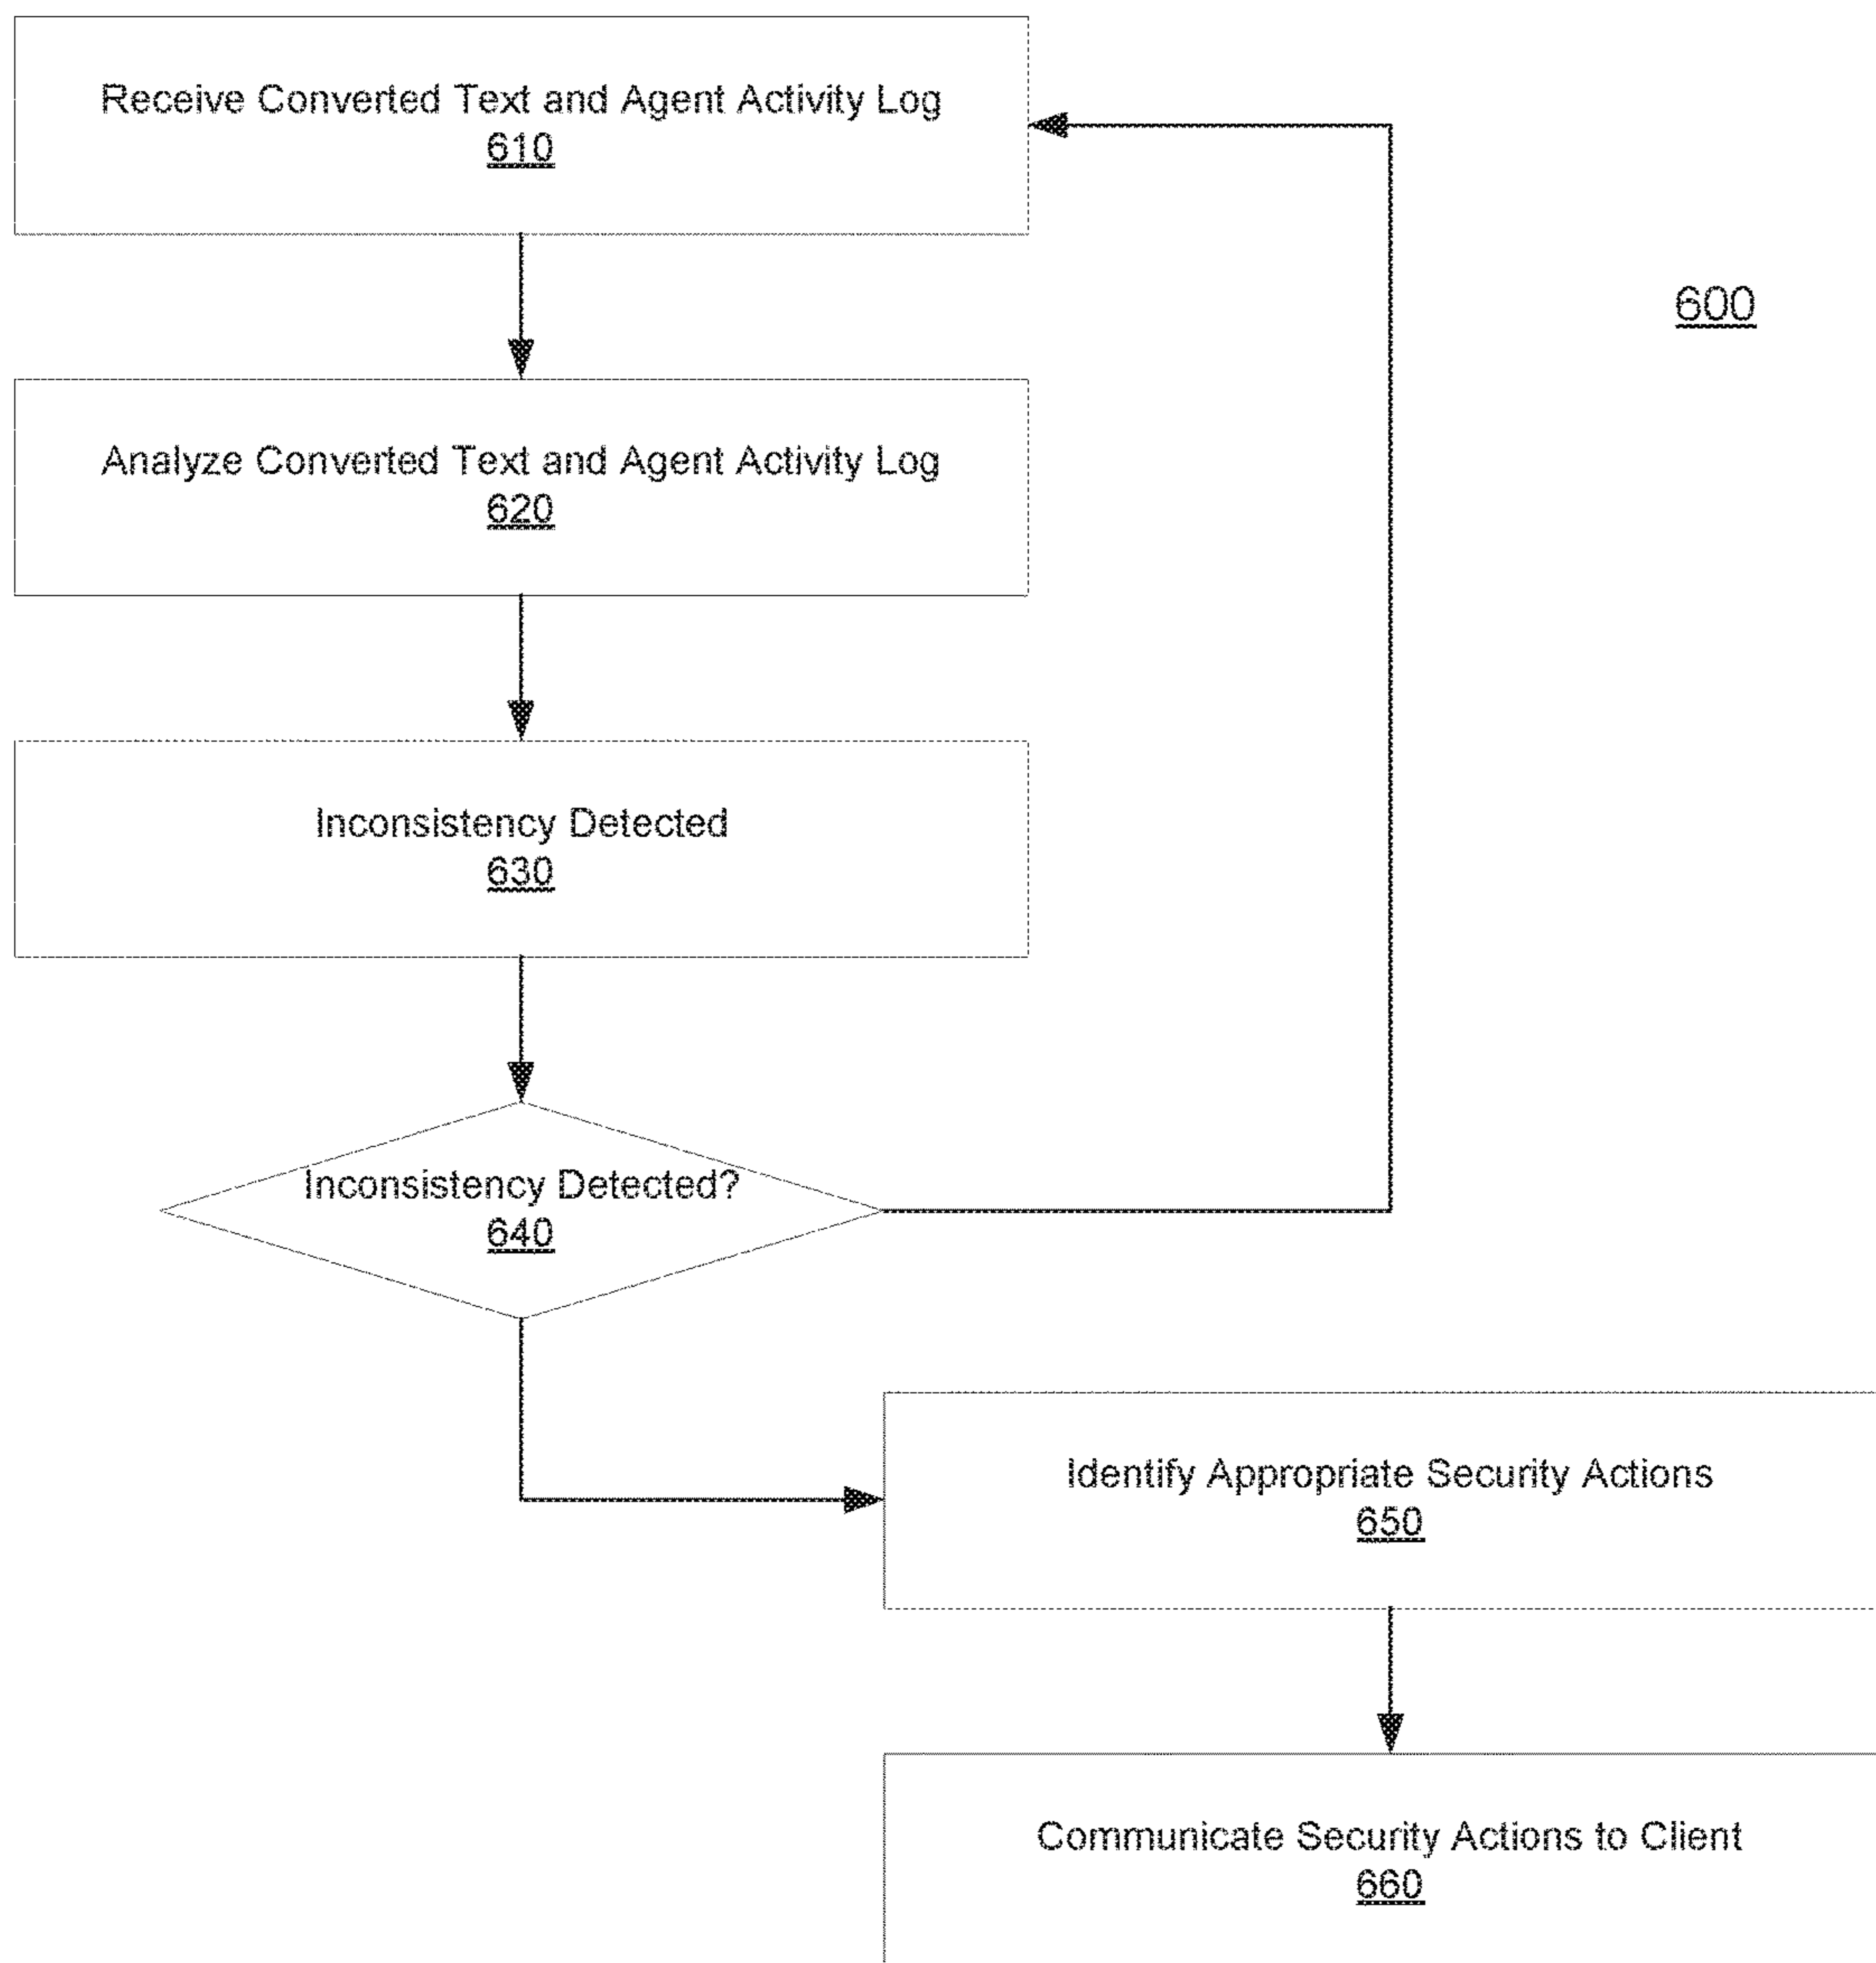 Receive Converted Text and Agent Activity Log
610
600
Analyze Converted Text and Agent Activity Log
620
Inconsistency Detected
630
Inconsistency Detected?
640
Identify Appropriate Security Actions
650
Communicate Security Actions to Client
660